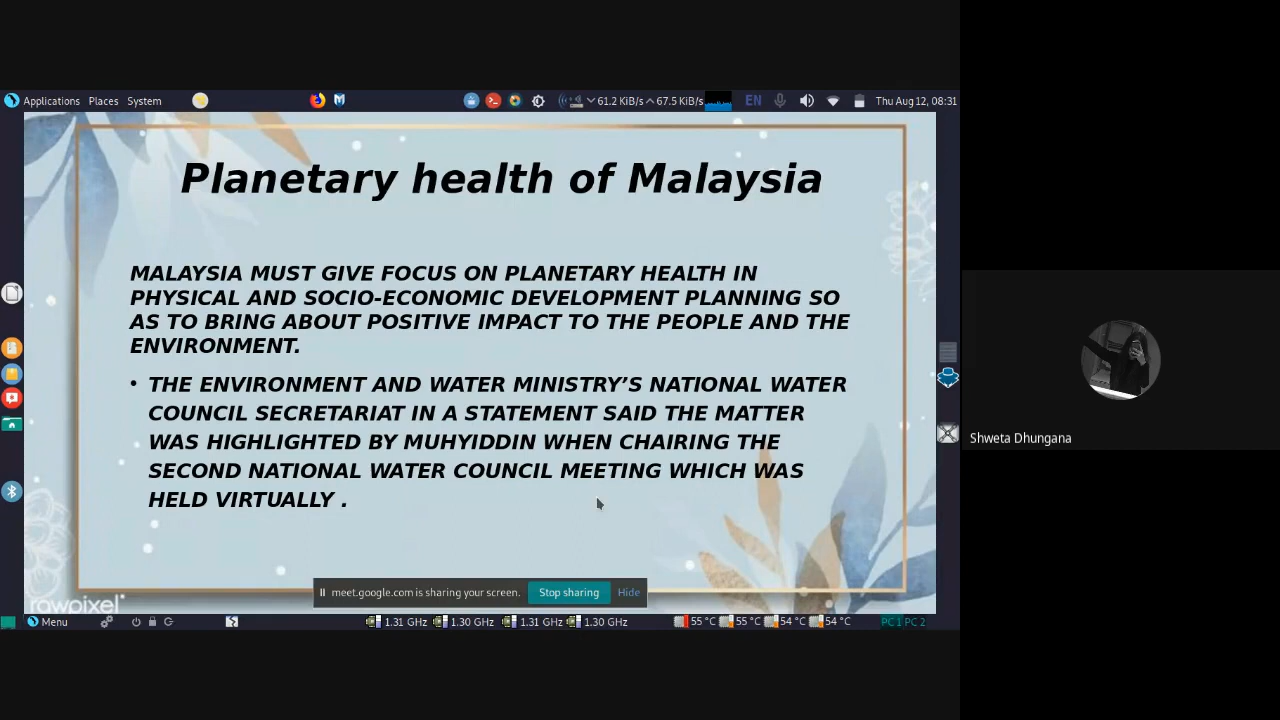 Applications Places System
61.2 KiB/s 67.5 KiB/s EN Thu Aug 12, 08:31
Planetary health of Malaysia
MALAYSIA MUST GIVE FOCUS ON PLANETARY HEALTH IN
PHYSICAL AND SOCIO-ECONOMIC DEVELOPMENT PLANNING SO
AS TO BRING ABOUT POSITIVE IMPACT TO THE PEOPLE AND THE
ENVIRONMENT.
• THE ENVIRONMENT AND WATER MINISTRY’S NATIONAL WATER
COUNCIL SECRETARIAT IN A STATEMENT SAID THE MATTER
WAS HIGHLIGHTED BY MUHYIDDIN WHEN CHAIRING THE
SECOND NATIONAL WATER COUNCIL MEETING WHICH WAS
HELD VIRTUALLY .
Shweta Dhungana
meet.google.com is sharing your screen. Stop sharing Hide
rawpixel
Menu 1.31 GHz 1.30 GHz 1.31 GHz 1.30 GHz 55 °C 55 °C 54 °C 54 °C PC 1 PC 2